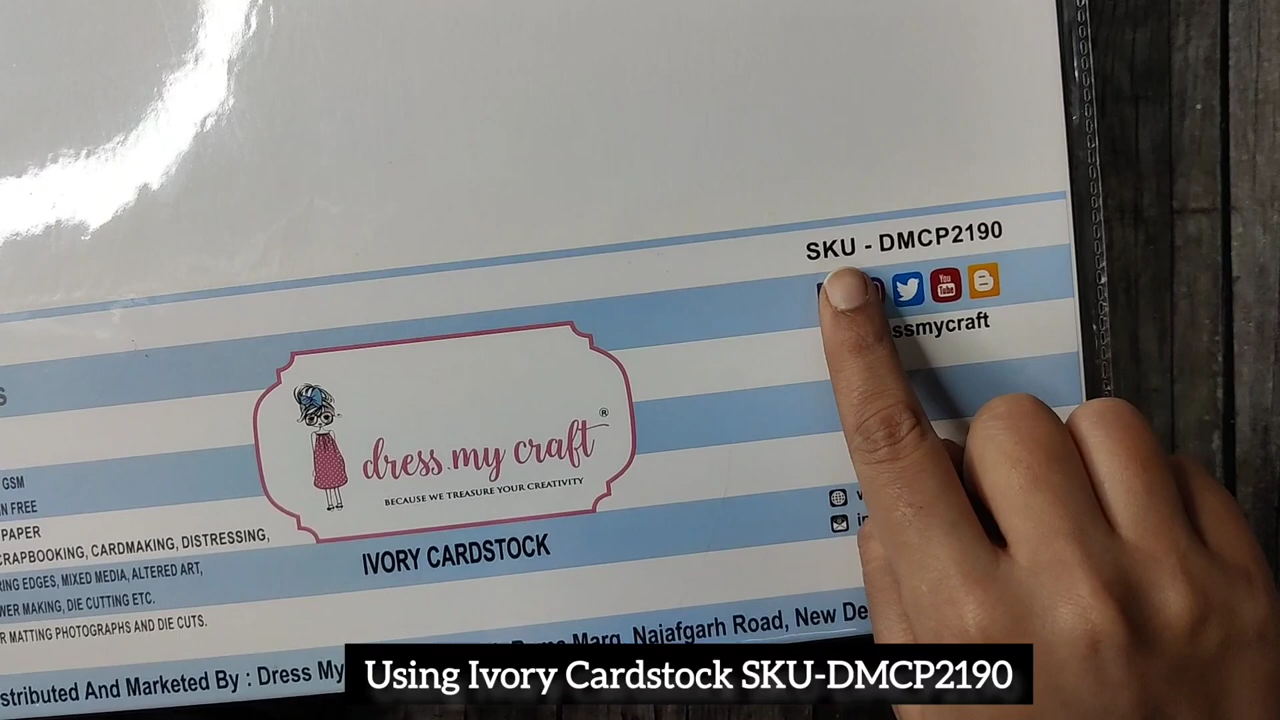 SKU - DMCP2190
You
Tube
ssmycraft
S
GSM
N FREE
PAPER
CRAPBOOKING, CARDMAKING, DISTRESSING,
RING EDGES, MIXED MEDIA, ALTERED ART,
WER MAKING, DIE CUTTING ETC.
R MATTING PHOTOGRAPHS AND DIE CUTS.
dress my craft ®
BECAUSE WE TREASURE YOUR CREATIVITY
IVORY CARDSTOCK
stributed And Marketed By : Dress My
Marg, Najafgarh Road, New De
Using Ivory Cardstock SKU-DMCP2190